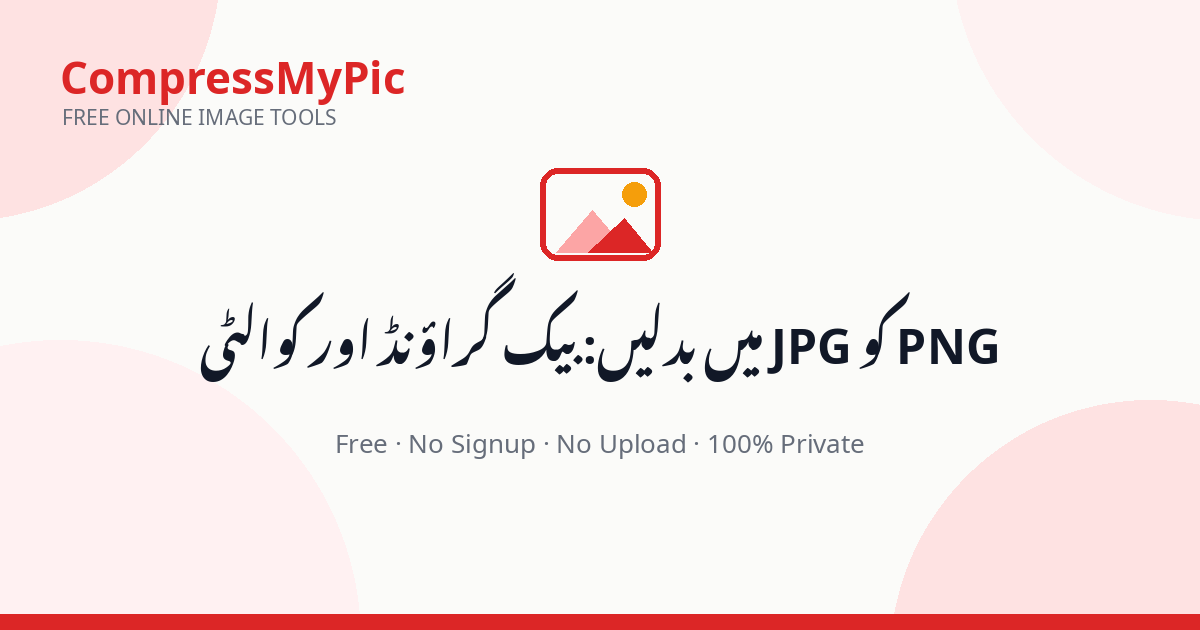 CompressMyPic
FREE ONLINE IMAGE TOOLS
PNG کو JPG میں بدلیں: بیک گراؤنڈ اور کوالٹی
Free · No Signup · No Upload · 100% Private